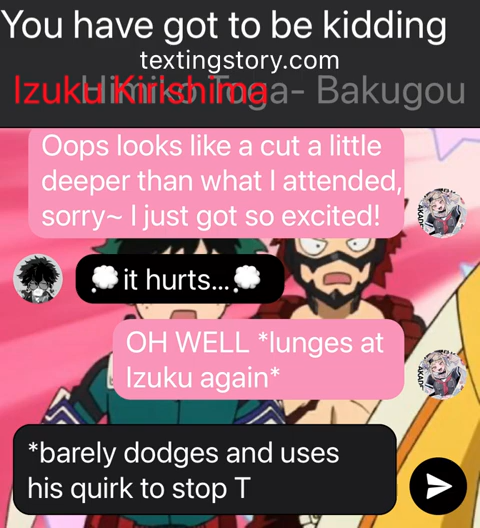 You have got to be kidding
textingstory.com
Izuku Kirishima
Himiko Toga- Bakugou
Oops looks like a cut a little
deeper than what I attended,
sorry~ I just got so excited!
💭it hurts...💭
OH WELL *lunges at
Izuku again*
*barely dodges and uses
his quirk to stop T